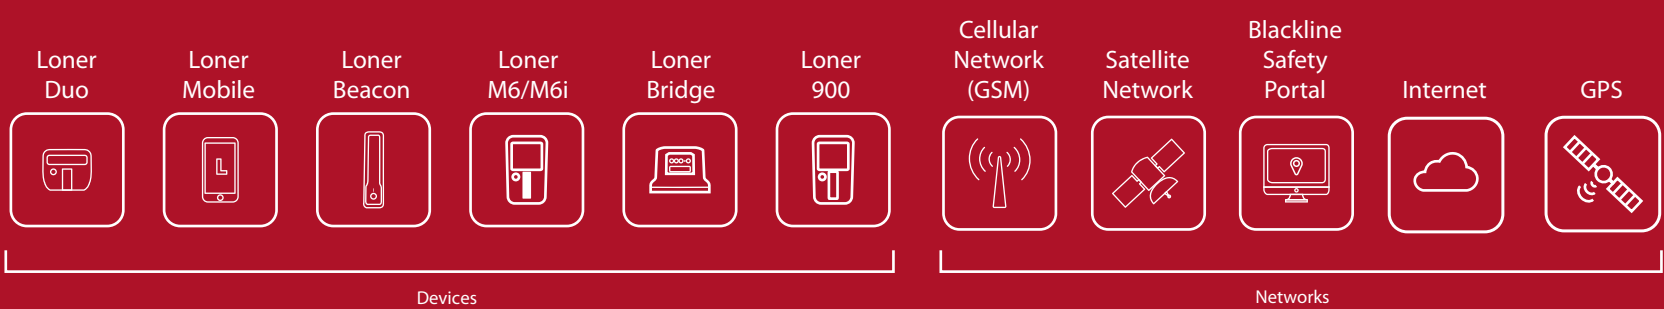 Loner
Duo
Loner
Mobile
Loner
Beacon
Loner
M6/M6i
Loner
Bridge
Loner
900
Cellular
Network
(GSM)
Satellite
Network
Blackline
Safety
Portal
Internet
GPS
L
Devices
Networks